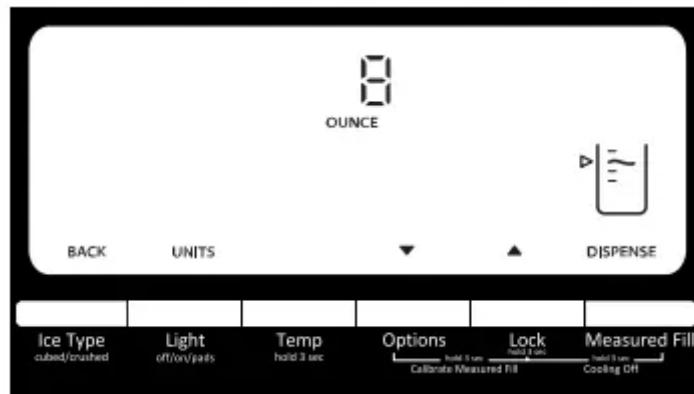 8
OUNCE
BACK UNITS ▼ ▲ DISPENSE
Ice Type Light Temp Options Lock Measured Fill
cubed/crushed off/on/pads hold 3 sec hold 3 sec
hold 3 sec hold 3 sec
Calibrate Measured Fill Cooling Off